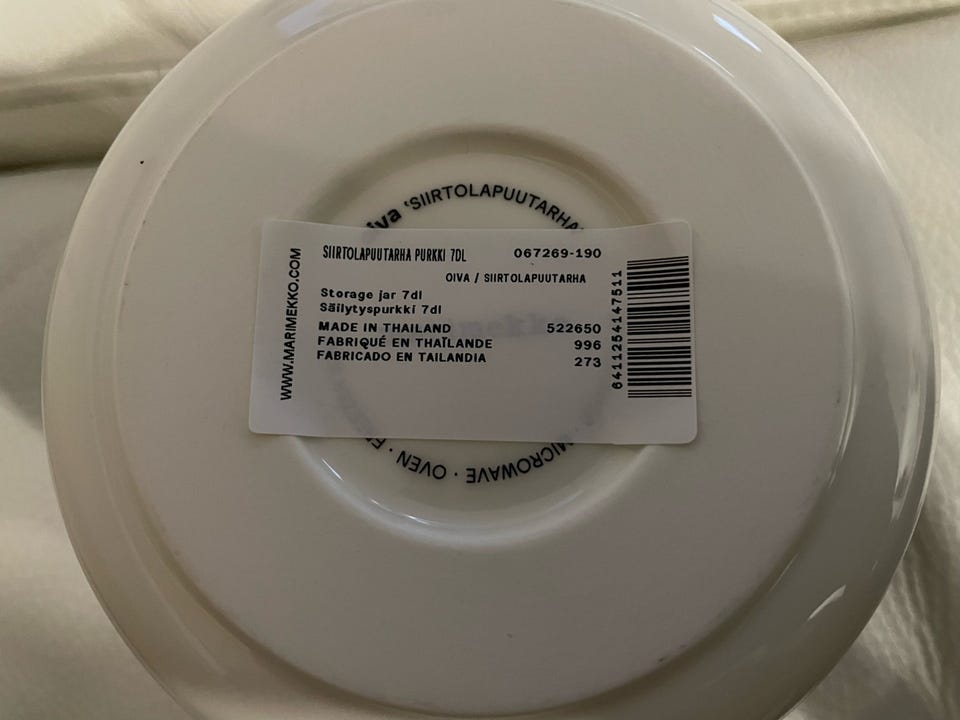 'SIIRTOLAPUUTARHA
SIIRTOLAPUUTARHA PURKKI 7DL 067269-190
OIVA / SIIRTOLAPUUTARHA
Storage jar 7dl
Säilytyspurkki 7dl
MADE IN THAILAND 522650
FABRIQUÉ EN THAÏLANDE 996
FABRICADO EN TAILANDIA 273
WWW.MARIMEKKO.COM
6411254147511
MICROWAVE · OVEN ·